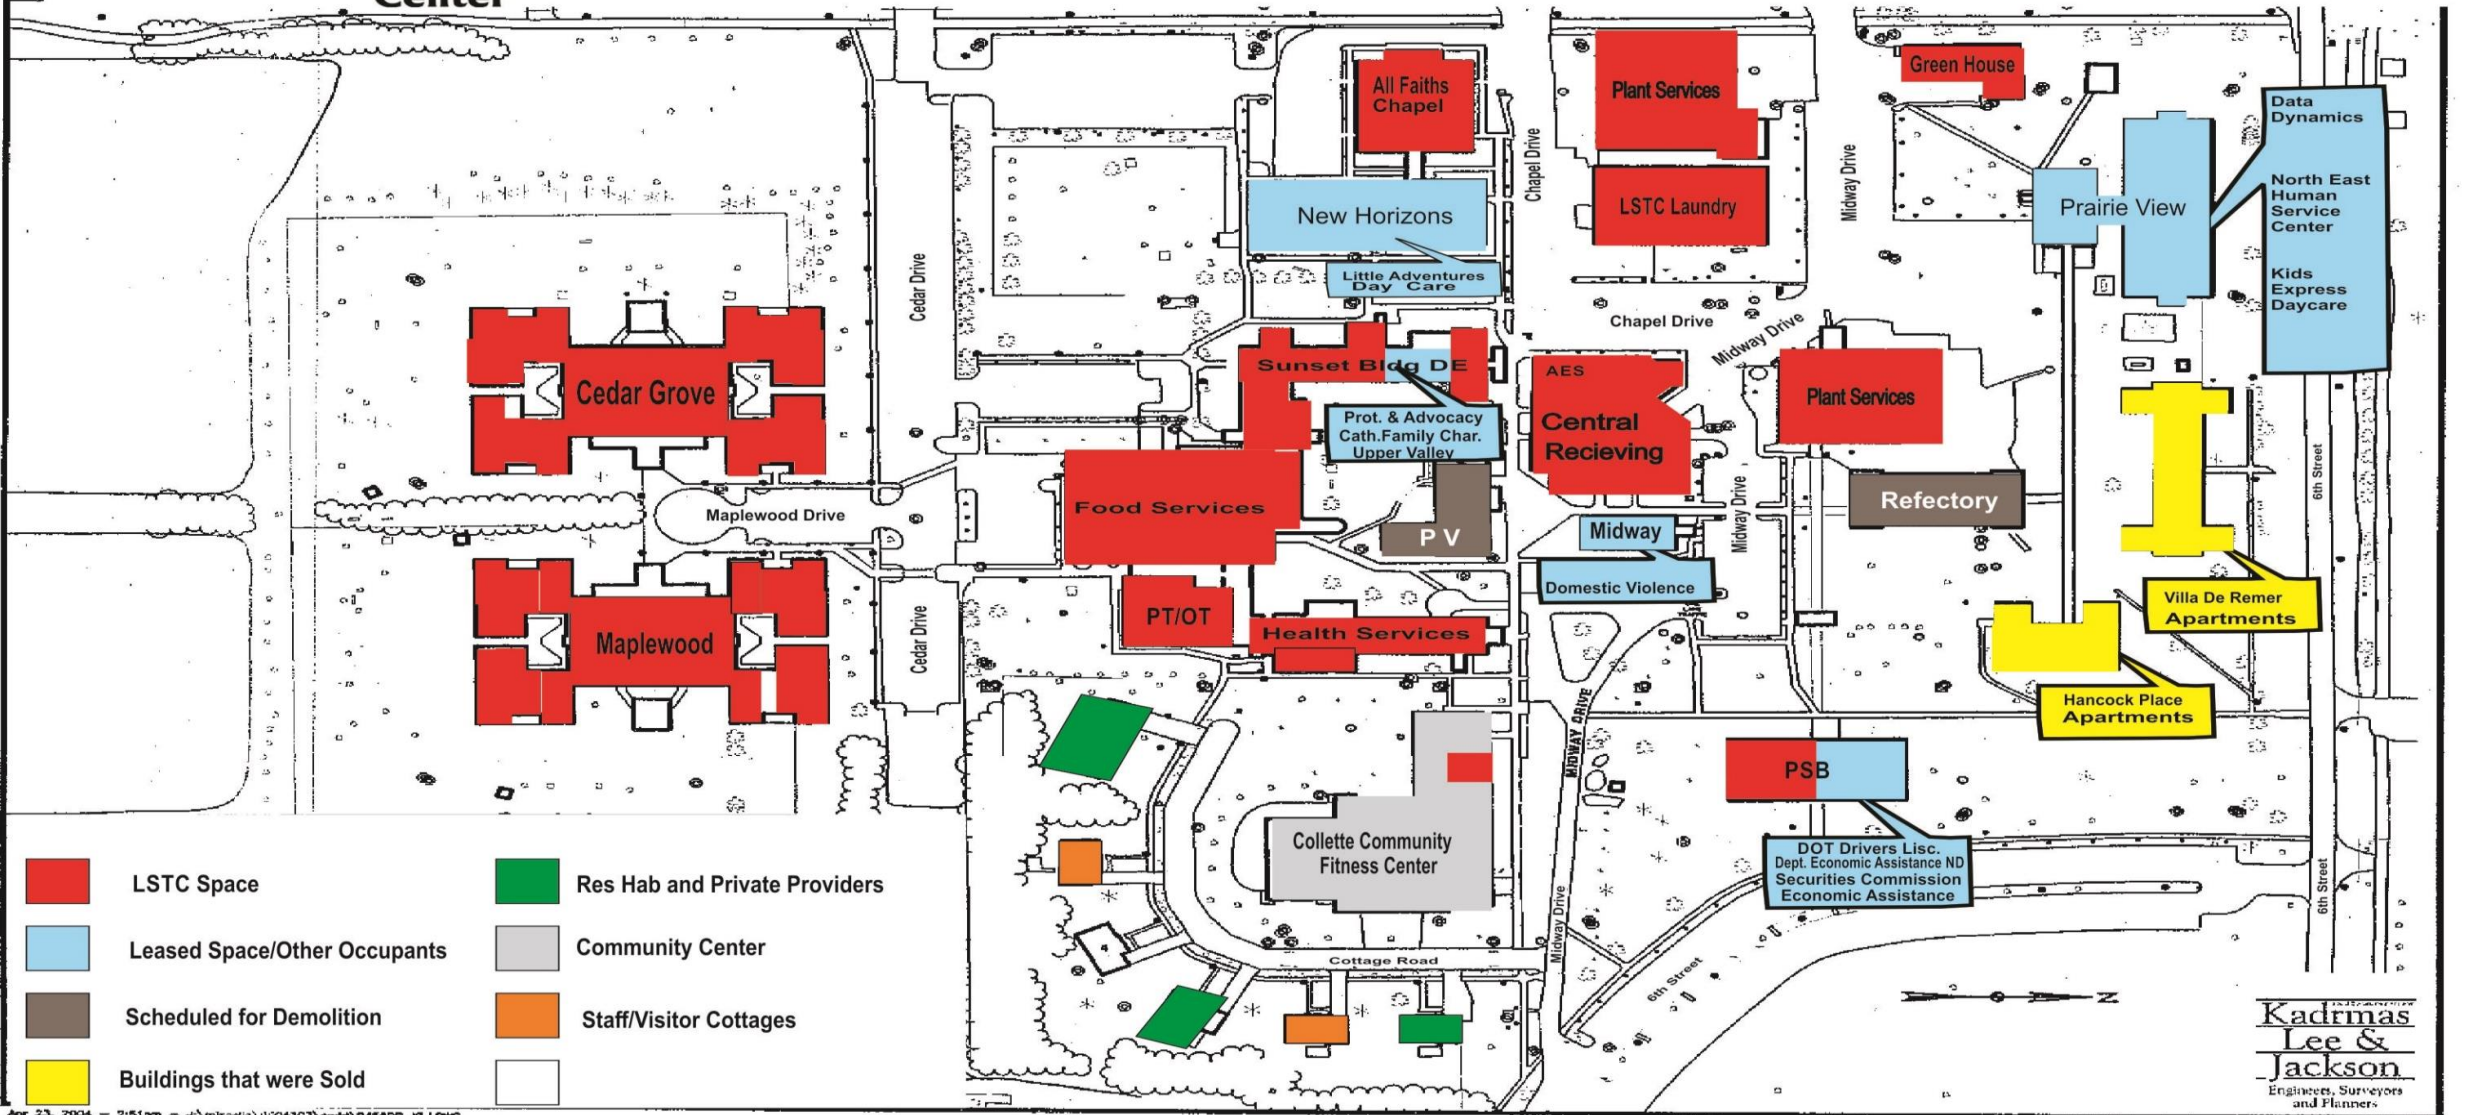 Center
All Faiths
Chapel
Plant Services
Green House
Data
Dynamics
North East
Human
Service
Center
Kids
Express
Daycare
Chapel Drive
Midway Drive
New Horizons
LSTC Laundry
Prairie View
Little Adventures
Day Care
Cedar Drive
Chapel Drive
Midway Drive
Cedar Grove
Sunset Bldg DE
AES
Central
Recieving
Plant Services
Prot. & Advocacy
Cath.Family Char.
Upper Valley
6th Street
Maplewood Drive
Food Services
P V
Midway
Midway Drive
Refectory
Domestic Violence
Villa De Remer
Apartments
Maplewood
Cedar Drive
PT/OT
Health Services
Hancock Place
Apartments
MIDWAY DRIVE
PSB
Collette Community
Fitness Center
DOT Drivers Lisc.
Dept. Economic Assistance ND
Securities Commission
Economic Assistance
6th Street
Midway Drive
4
Cottage Road
6th Street
N
LSTC Space
Leased Space/Other Occupants
Scheduled for Demolition
Buildings that were Sold
Res Hab and Private Providers
Community Center
Staff/Visitor Cottages
Kadrmas
Lee &
Jackson
Engineers, Surveyors
and Planners